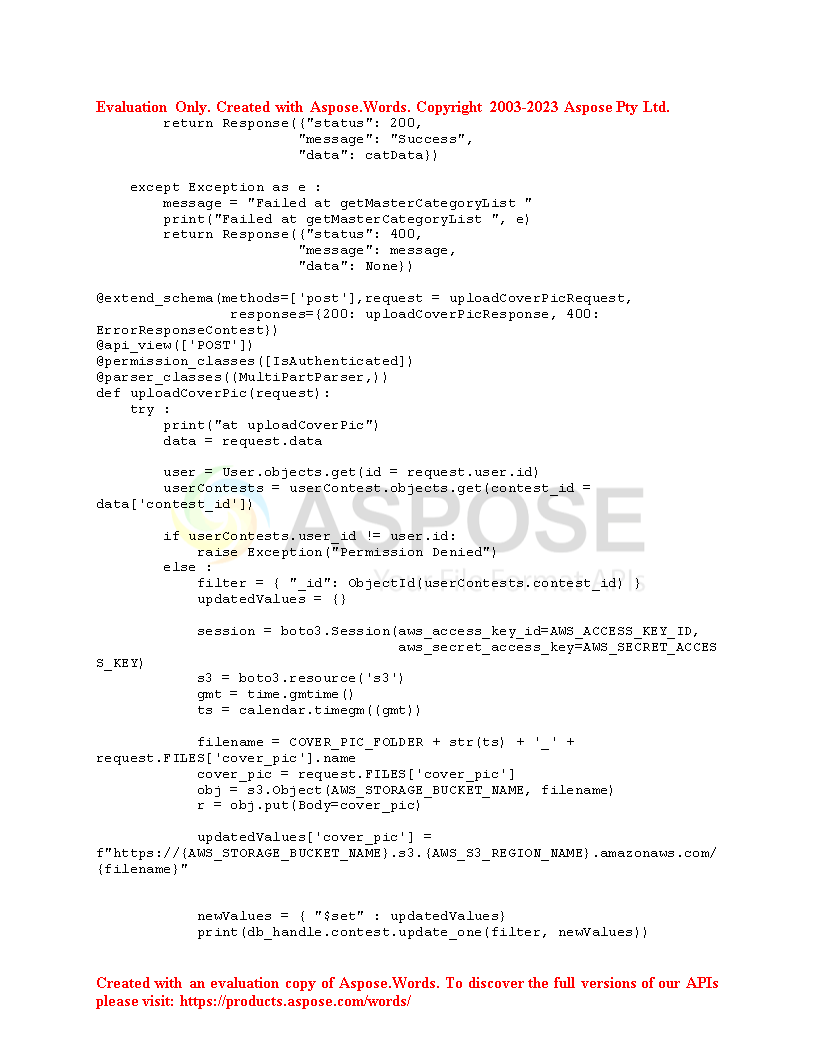 Evaluation Only. Created with Aspose.Words. Copyright 2003-2023 Aspose Pty Ltd.
        return Response({"status": 200,
                        "message": "Success",
                        "data": catData})

    except Exception as e :
        message = "Failed at getMasterCategoryList "
        print("Failed at getMasterCategoryList ", e)
        return Response({"status": 400,
                        "message": message,
                        "data": None})

@extend_schema(methods=['post'],request = uploadCoverPicRequest,
                responses={200: uploadCoverPicResponse, 400:
ErrorResponseContest})
@api_view(['POST'])
@permission_classes([IsAuthenticated])
@parser_classes((MultiPartParser,))
def uploadCoverPic(request):
    try :
        print("at uploadCoverPic")
        data = request.data

        user = User.objects.get(id = request.user.id)
        userContests = userContest.objects.get(contest_id =
data['contest_id'])
ASPOSE
        if userContests.user_id != user.id:
            raise Exception("Permission Denied")
        else :
Your File Format APIs
            filter = { "_id": ObjectId(userContests.contest_id) }
            updatedValues = {}

            session = boto3.Session(aws_access_key_id=AWS_ACCESS_KEY_ID,
                                    aws_secret_access_key=AWS_SECRET_ACCES
S_KEY)
            s3 = boto3.resource('s3')
            gmt = time.gmtime()
            ts = calendar.timegm((gmt))

            filename = COVER_PIC_FOLDER + str(ts) + '_' +
request.FILES['cover_pic'].name
            cover_pic = request.FILES['cover_pic']
            obj = s3.Object(AWS_STORAGE_BUCKET_NAME, filename)
            r = obj.put(Body=cover_pic)

            updatedValues['cover_pic'] =
f"https://{AWS_STORAGE_BUCKET_NAME}.s3.{AWS_S3_REGION_NAME}.amazonaws.com/
{filename}"

            newValues = { "$set" : updatedValues}
            print(db_handle.contest.update_one(filter, newValues))

Created with an evaluation copy of Aspose.Words. To discover the full versions of our APIs
please visit: https://products.aspose.com/words/